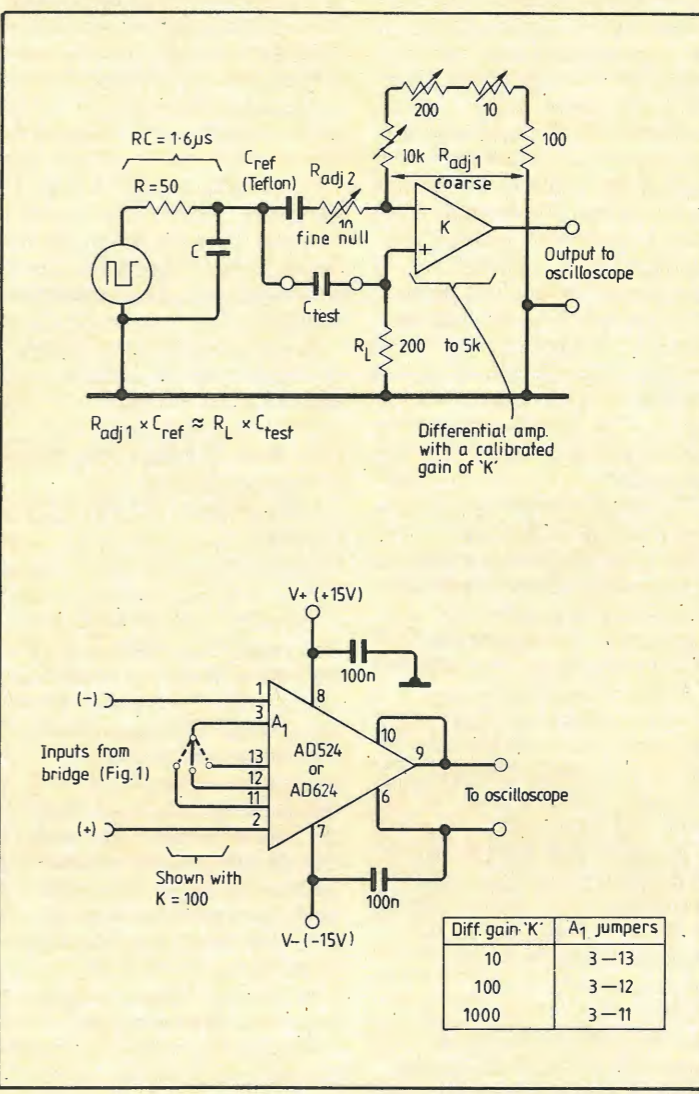 RC = 1·6µs
R = 50
C
Cref
(Teflon)
Radj 2
10
fine null
Ctest
200
10
100
10k
Radj 1
coarse
−
K
+
Output to
oscilloscope
RL
200 to 5k
Radj 1 × Cref ≈ RL × Ctest
Differential amp.
with a calibrated
gain of 'K'
V+ (+15V)
100n
(−)
1
3
A1
8
10
13
12
11
2
AD524
or
AD624
9
6
7
Inputs from
bridge (Fig.1)
(+)
To oscilloscope
Shown with
K = 100
100n
V− (−15V)
Diff. gain 'K' A1 jumpers
10 3—13
100 3—12
1000 3—11